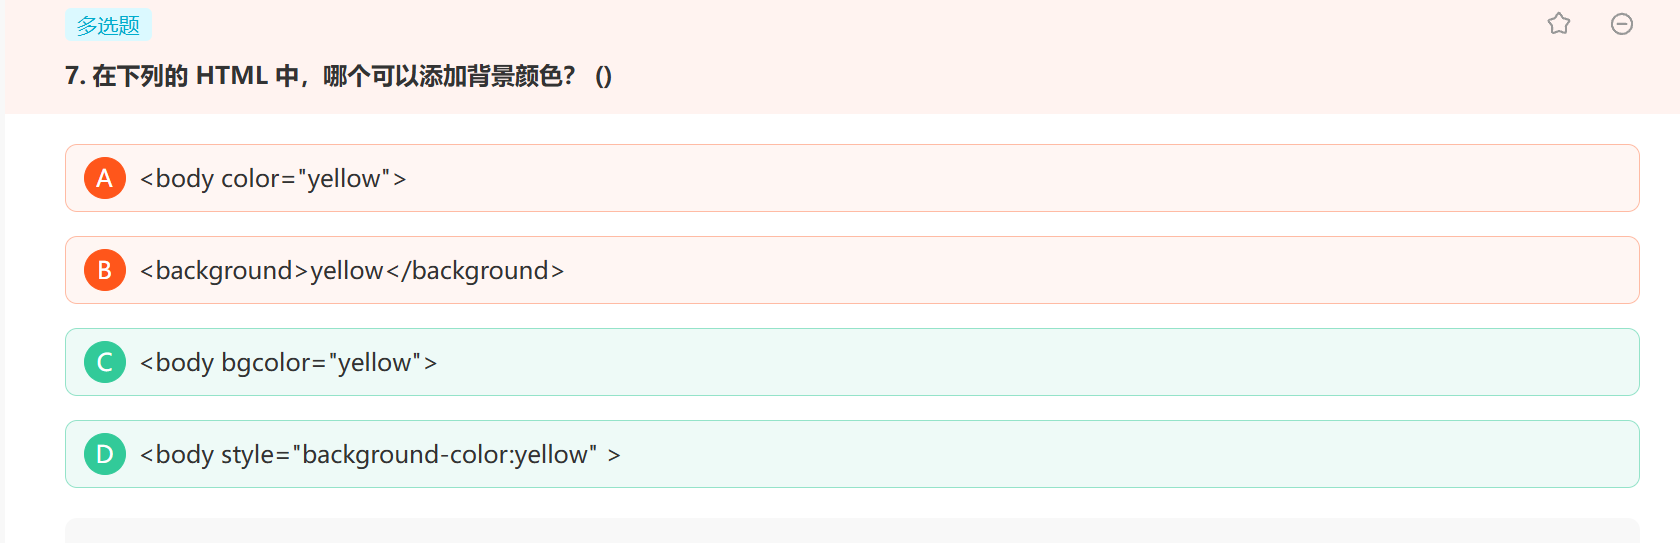 多选题
7. 在下列的 HTML 中，哪个可以添加背景颜色？ ()
A <body color="yellow">
B <background>yellow</background>
C <body bgcolor="yellow">
D <body style="background-color:yellow" >